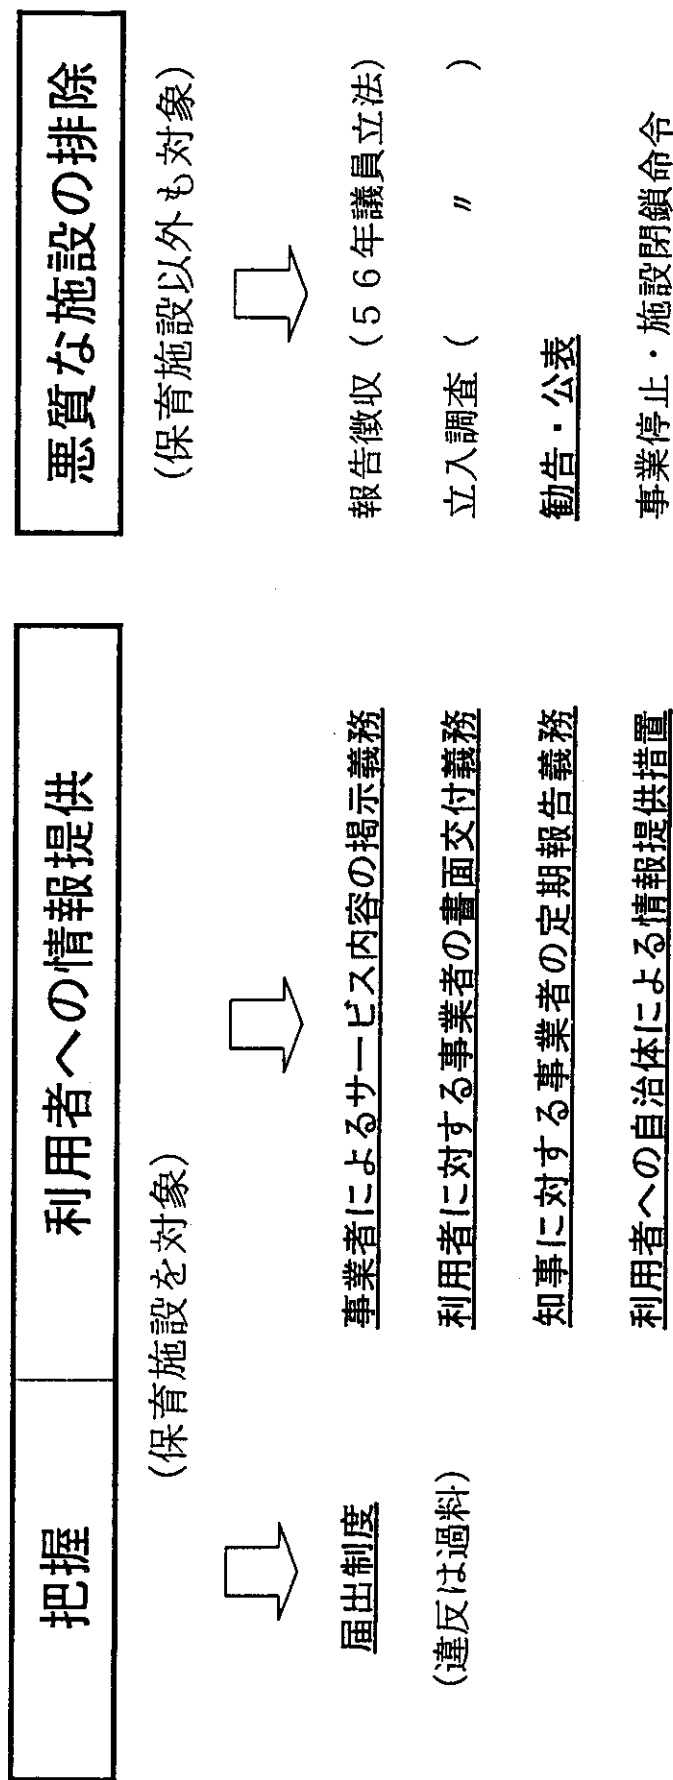 把握
利用者への情報提供
悪質な施設の排除
(保育施設を対象)
(保育施設以外も対象)
届出制度
(違反は過料)
事業者によるサービス内容の掲示義務
利用者に対する事業者の書面交付義務
知事に対する事業者の定期報告義務
利用者への自治体による情報提供措置
報告徴収(56年議員立法)
立入調査( 〃 )
勧告・公表
事業停止・施設閉鎖命令